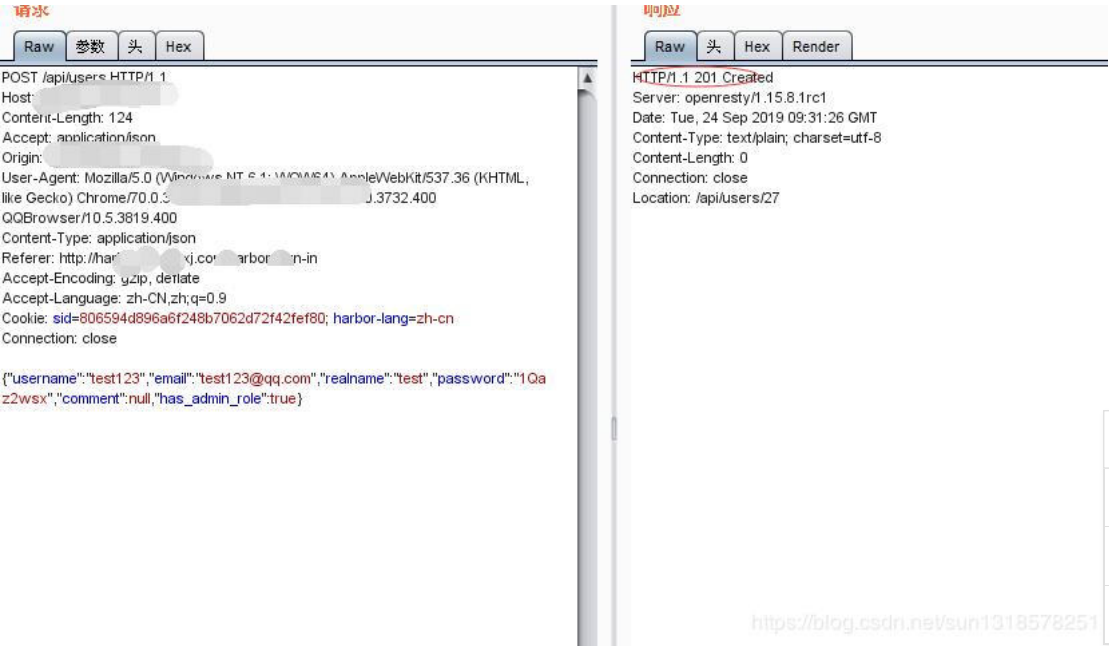 请求
Raw 参数 头 Hex
POST /api/users HTTP/1.1
Host:
Content-Length: 124
Accept: application/json
Origin:
User-Agent: Mozilla/5.0 (Windows NT 6.1; WOW64) AppleWebKit/537.36 (KHTML,
like Gecko) Chrome/70.0.3 .3732.400
QQBrowser/10.5.3819.400
Content-Type: application/json
Referer: http://har xj.co arbor n-in
Accept-Encoding: gzip, deflate
Accept-Language: zh-CN,zh;q=0.9
Cookie: sid=806594d896a6f248b7062d72f42fef80; harbor-lang=zh-cn
Connection: close
{"username":"test123","email":"test123@qq.com","realname":"test","password":"1Qa
z2wsx","comment":null,"has_admin_role":true}
响应
Raw 头 Hex Render
HTTP/1.1 201 Created
Server: openresty/1.15.8.1rc1
Date: Tue, 24 Sep 2019 09:31:26 GMT
Content-Type: text/plain; charset=utf-8
Content-Length: 0
Connection: close
Location: /api/users/27
https://blog.csdn.net/sun1318578251